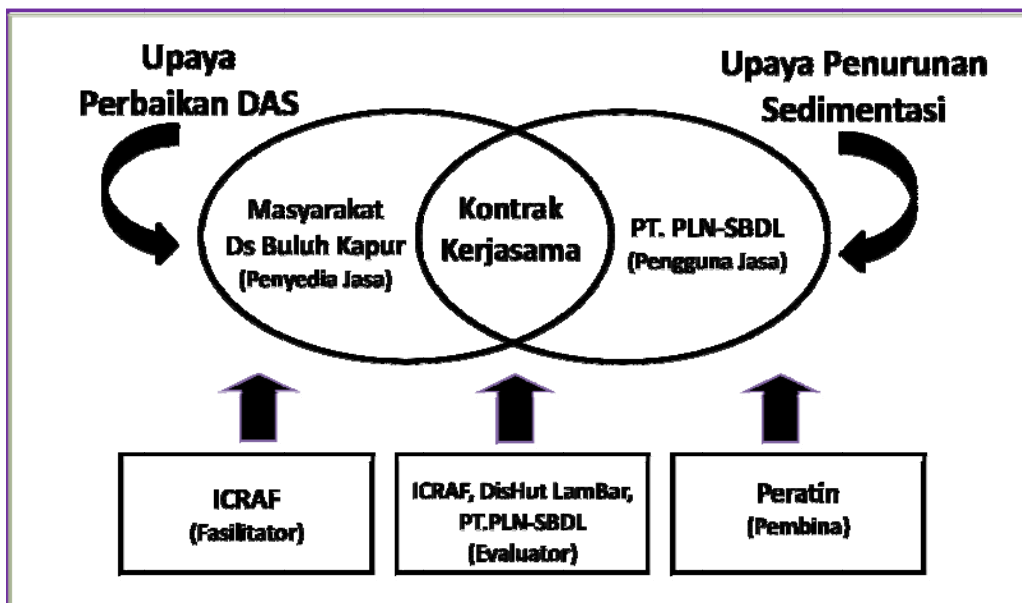 Upaya
Perbaikan DAS
Upaya Penurunan
Sedimentasi
Masyarakat
Ds Buluh Kapur
(Penyedia Jasa)
Kontrak
Kerjasama
PT. PLN-SBDL
(Pengguna Jasa)
ICRAF
(Fasilitator)
ICRAF, DisHut LamBar,
PT.PLN-SBDL
(Evaluator)
Peratin
(Pembina)